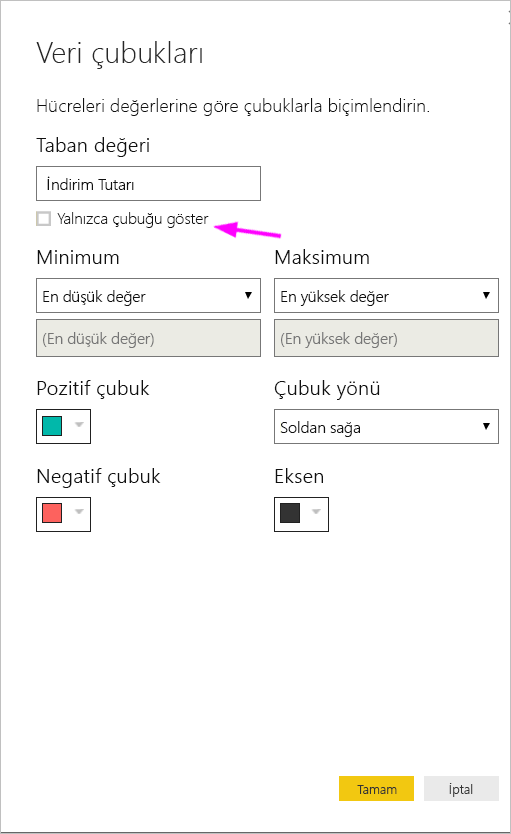 Veri çubukları
Hücreleri değerlerine göre çubuklarla biçimlendirin.
Taban değeri
İndirim Tutarı
Yalnızca çubuğu göster
Minimum
Maksimum
En düşük değer
En yüksek değer
(En düşük değer)
(En yüksek değer)
Pozitif çubuk
Çubuk yönü
Soldan sağa
Negatif çubuk
Eksen
Tamam
İptal